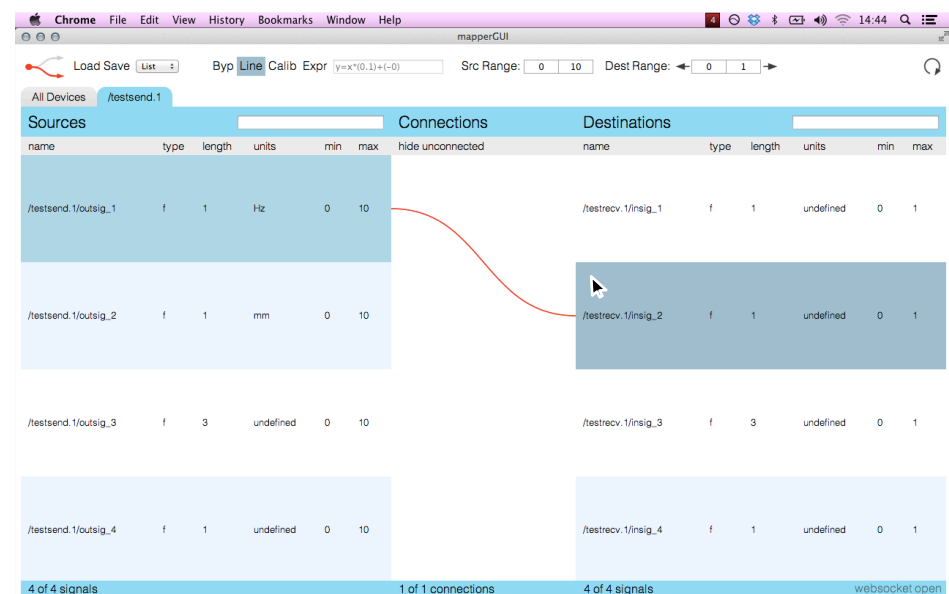 Chrome File Edit View History Bookmarks Window Help 4 14:44
mapperGUI
Load Save List Byp Line Calib Expr y=x*(0.1)+(-0) Src Range: 0 10 Dest Range: 0 1
All Devices /testsend.1
Sources Connections Destinations
name type length units min max hide unconnected name type length units min max
/testsend.1/outsig_1 f 1 Hz 0 10 /testrecv.1/insig_1 f 1 undefined 0 1
/testsend.1/outsig_2 f 1 mm 0 10 /testrecv.1/insig_2 f 1 undefined 0 1
/testsend.1/outsig_3 f 3 undefined 0 10 /testrecv.1/insig_3 f 3 undefined 0 1
/testsend.1/outsig_4 f 1 undefined 0 10 /testrecv.1/insig_4 f 1 undefined 0 1
4 of 4 signals 1 of 1 connections 4 of 4 signals websocket open